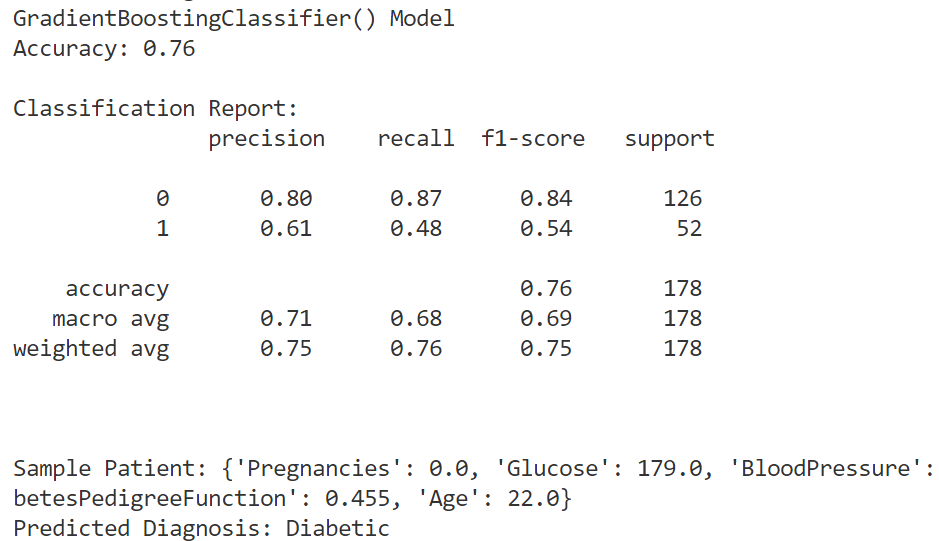 GradientBoostingClassifier() Model
Accuracy: 0.76
Classification Report:
precision recall f1-score support
0 0.80 0.87 0.84 126
1 0.61 0.48 0.54 52
accuracy 0.76 178
macro avg 0.71 0.68 0.69 178
weighted avg 0.75 0.76 0.75 178
Sample Patient: {'Pregnancies': 0.0, 'Glucose': 179.0, 'BloodPressure':
betesPedigreeFunction': 0.455, 'Age': 22.0}
Predicted Diagnosis: Diabetic